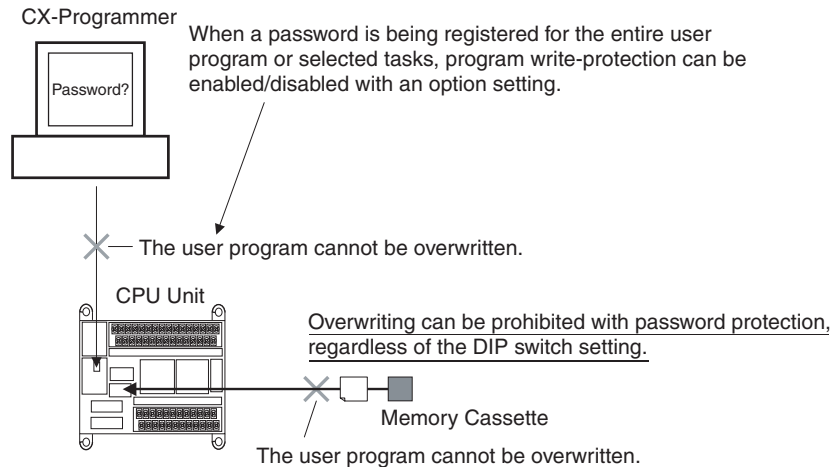 CX-Programmer
When a password is being registered for the entire user
program or selected tasks, program write-protection can be
enabled/disabled with an option setting.
Password?
The user program cannot be overwritten.
CPU Unit
Overwriting can be prohibited with password protection,
regardless of the DIP switch setting.
Memory Cassette
The user program cannot be overwritten.